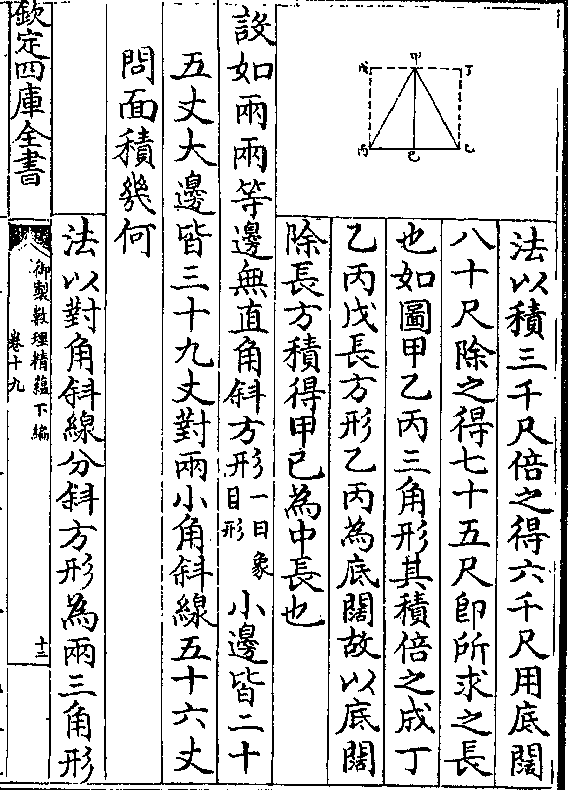 丁
甲
戊
乙
己
丙
法以積三千尺倍之得六千尺用底闊
八十尺除之得七十五尺即所求之長
也如圖甲乙丙三角形其積倍之成丁
乙丙戊長方形乙丙為底闊故以底闊
除長方積得甲己為中長也
設如兩兩等邊無直角斜方形一曰象目形小邊皆二十
五丈大邊皆三十九丈對兩小角斜線五十六丈
問面積幾何
法以對角斜線分斜方形為兩三角形
欽定四庫全書
御製數理精蘊下編
卷十九
十三